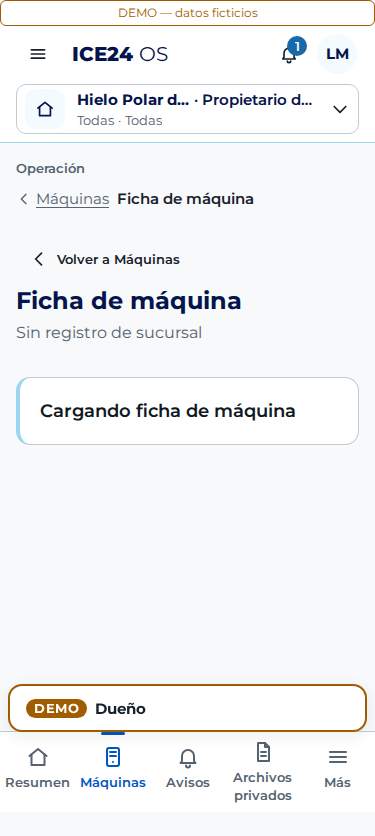 DEMO — datos ficticios
ICE24 OS
1
LM
Hielo Polar d... · Propietario d...
Todas · Todas
Operación
Máquinas Ficha de máquina
Volver a Máquinas
Ficha de máquina
Sin registro de sucursal
Cargando ficha de máquina
DEMO Dueño
Resumen Máquinas Avisos Archivos privados Más